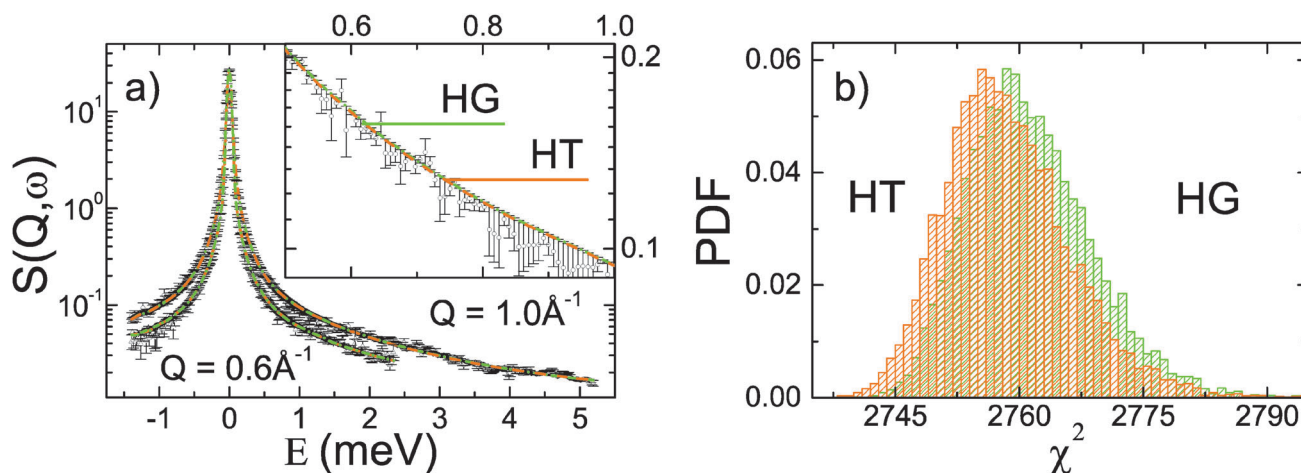 0.6 0.8 1.0
a)
0.2
HG
HT
0.1
S(Q,ω)
10¹
10⁰
10⁻¹
Q = 1.0Å⁻¹
Q = 0.6Å⁻¹
-1 0 1 2 3 4 5
E (meV)
b)
0.06
0.04
0.02
0.00
PDF
HT
HG
2745 2760 2775 2790
χ²